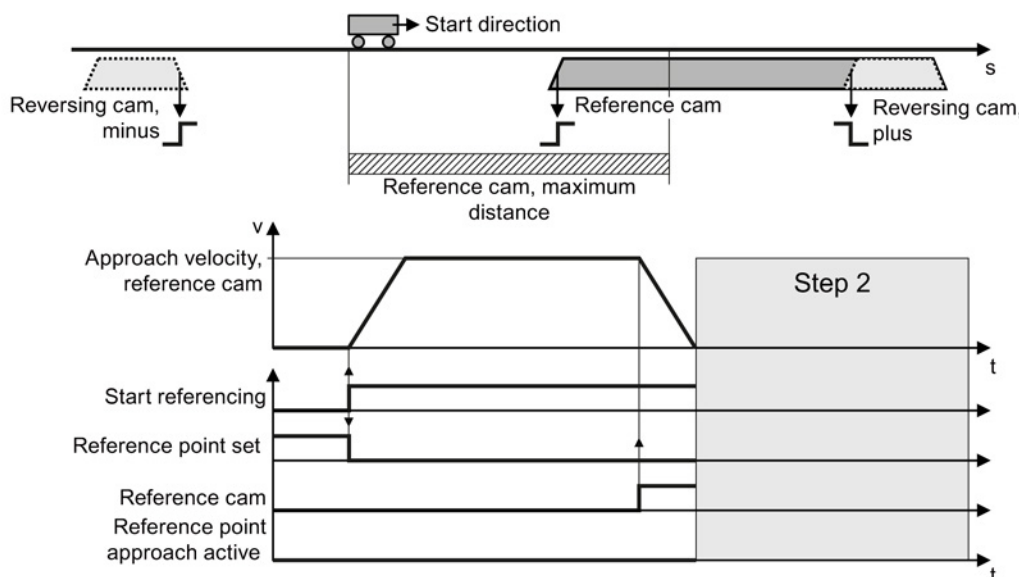 Start direction
s
Reversing cam,
minus
Reference cam
Reversing cam,
plus
Reference cam, maximum
distance
v
Approach velocity,
reference cam
Step 2
t
Start referencing
Reference point set
Reference cam
Reference point
approach active
t